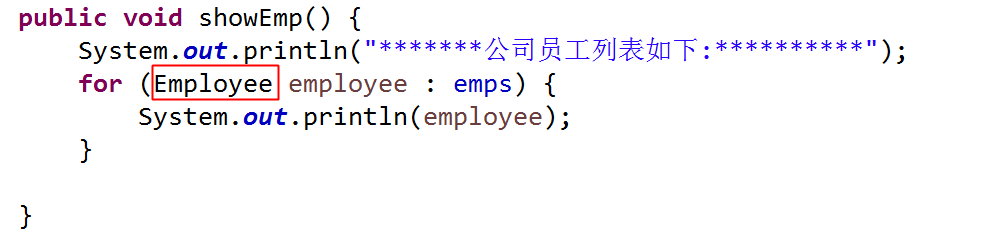 public void showEmp() {
    System.out.println("*******公司员工列表如下:**********");
    for (Employee employee : emps) {
        System.out.println(employee);
    }
}